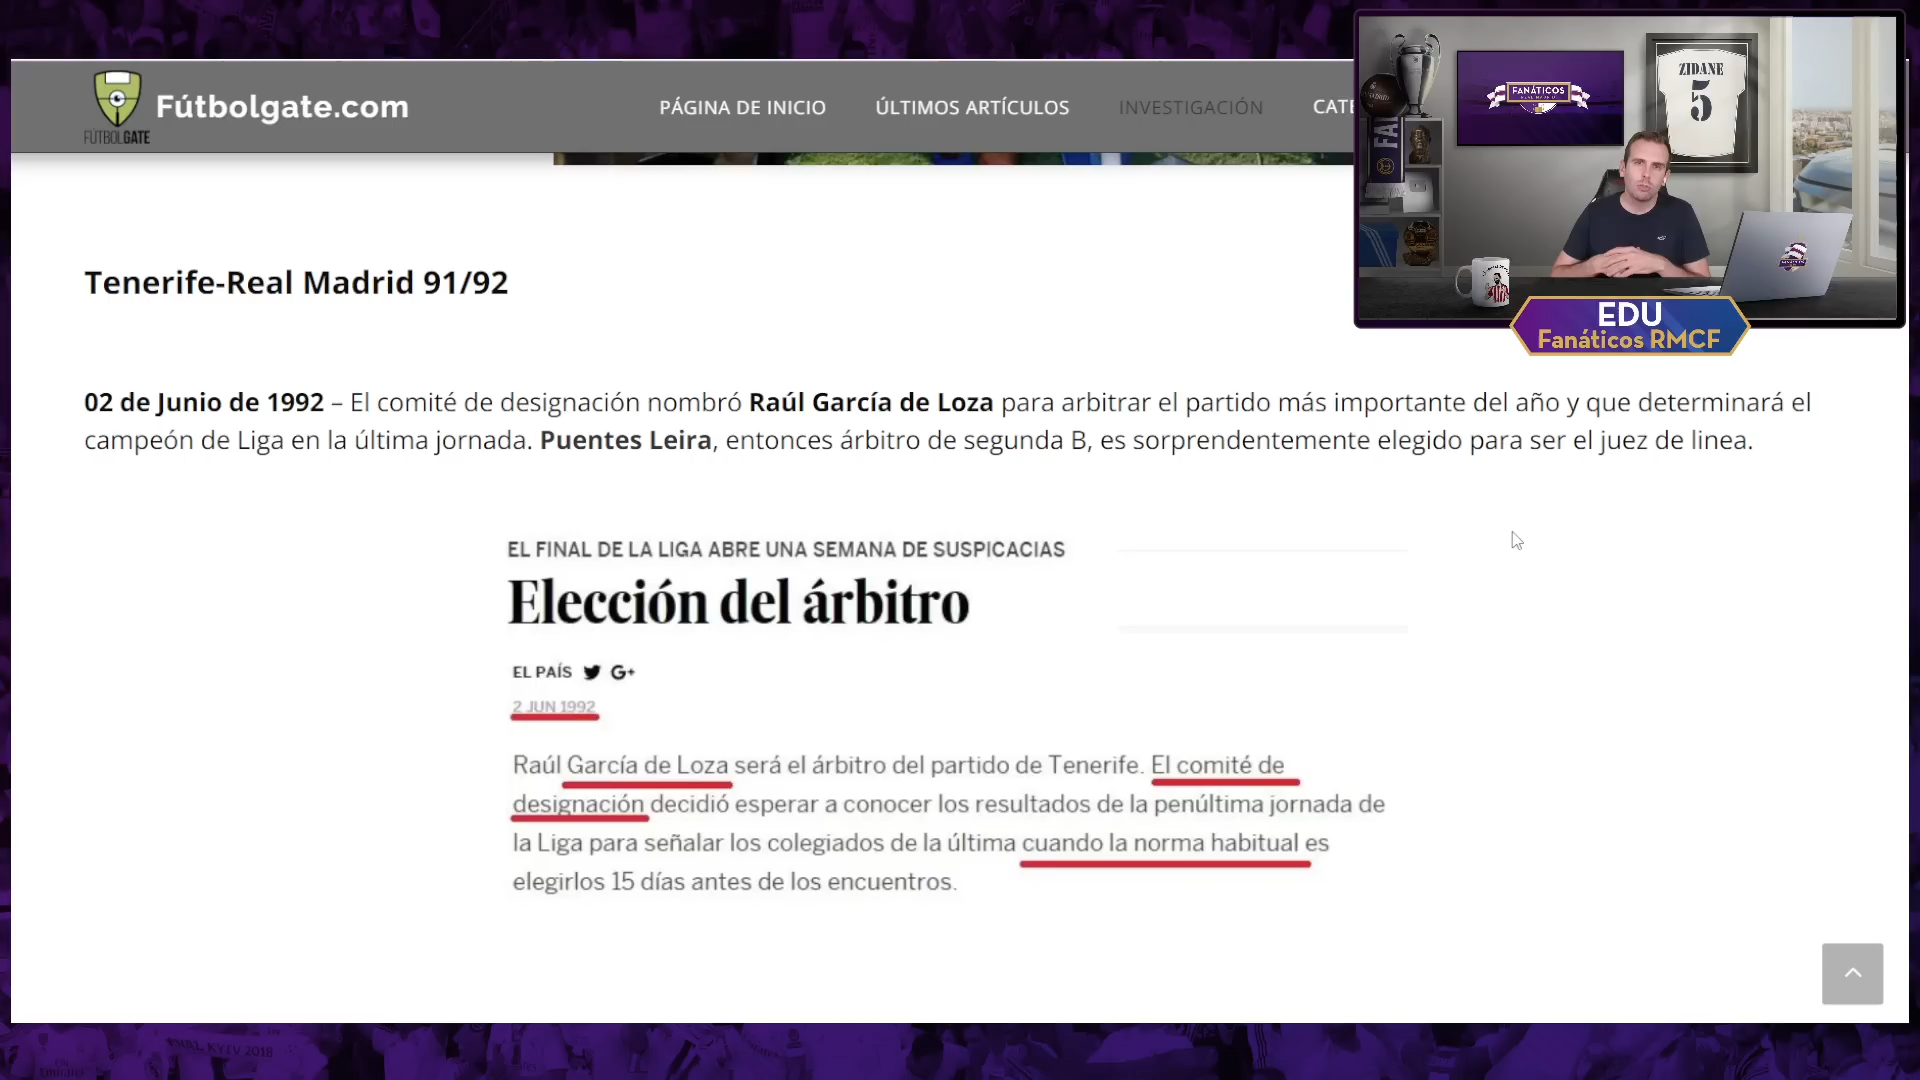 Fútbolgate.com
FÚTBOLGATE
PÁGINA DE INICIO
ÚLTIMOS ARTÍCULOS
INVESTIGACIÓN
CATE
FANÁTICOS
ZIDANE
5
EDU
Fanáticos RMCF
Tenerife-Real Madrid 91/92
02 de Junio de 1992 – El comité de designación nombró Raúl García de Loza para arbitrar el partido más importante del año y que determinará el
campeón de Liga en la última jornada. Puentes Leira, entonces árbitro de segunda B, es sorprendentemente elegido para ser el juez de linea.
EL FINAL DE LA LIGA ABRE UNA SEMANA DE SUSPICACIAS
Elección del árbitro
EL PAÍS G+
2 JUN 1992
Raúl García de Loza será el árbitro del partido de Tenerife. El comité de
designación decidió esperar a conocer los resultados de la penúltima jornada de
la Liga para señalar los colegiados de la última cuando la norma habitual es
elegirlos 15 días antes de los encuentros.
KYIV 2018